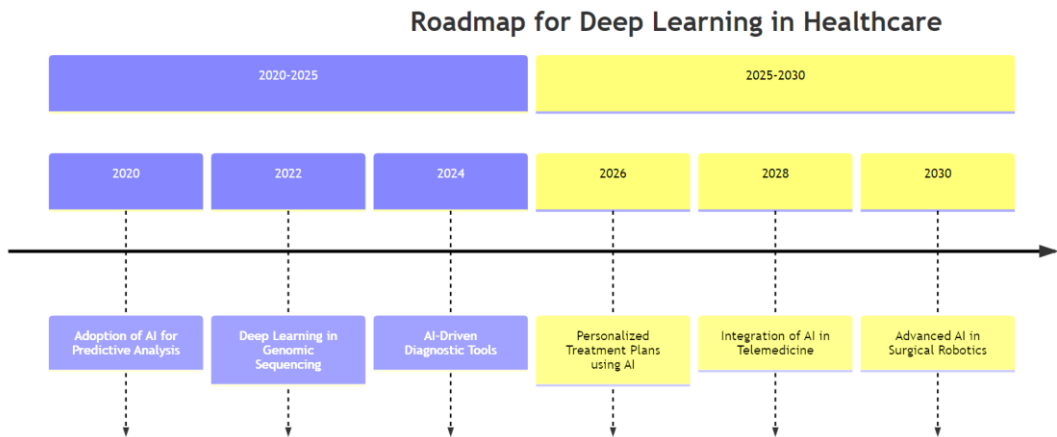 Roadmap for Deep Learning in Healthcare
2020-2025
2025-2030
2020
2022
2024
2026
2028
2030
Adoption of AI for
Predictive Analysis
Deep Learning in
Genomic
Sequencing
AI-Driven
Diagnostic Tools
Personalized
Treatment Plans
using AI
Integration of AI in
Telemedicine
Advanced AI in
Surgical Robotics